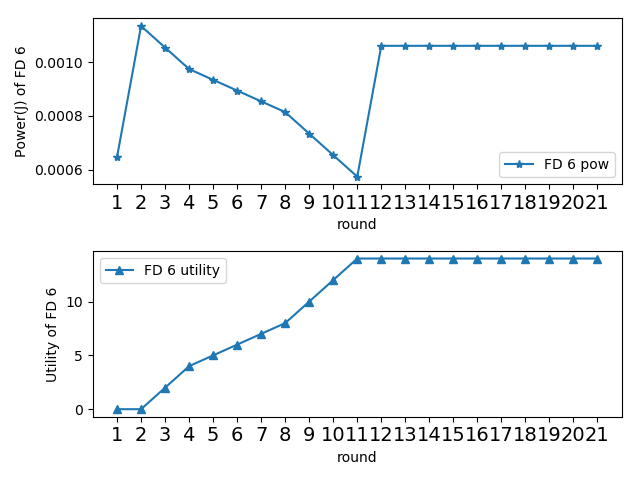 Power(J) of FD 6
0.0010
0.0008
0.0006
FD 6 pow
1 2 3 4 5 6 7 8 9 10 11 12 13 14 15 16 17 18 19 20 21
round
Utility of FD 6
FD 6 utility
10
5
0
1 2 3 4 5 6 7 8 9 10 11 12 13 14 15 16 17 18 19 20 21
round